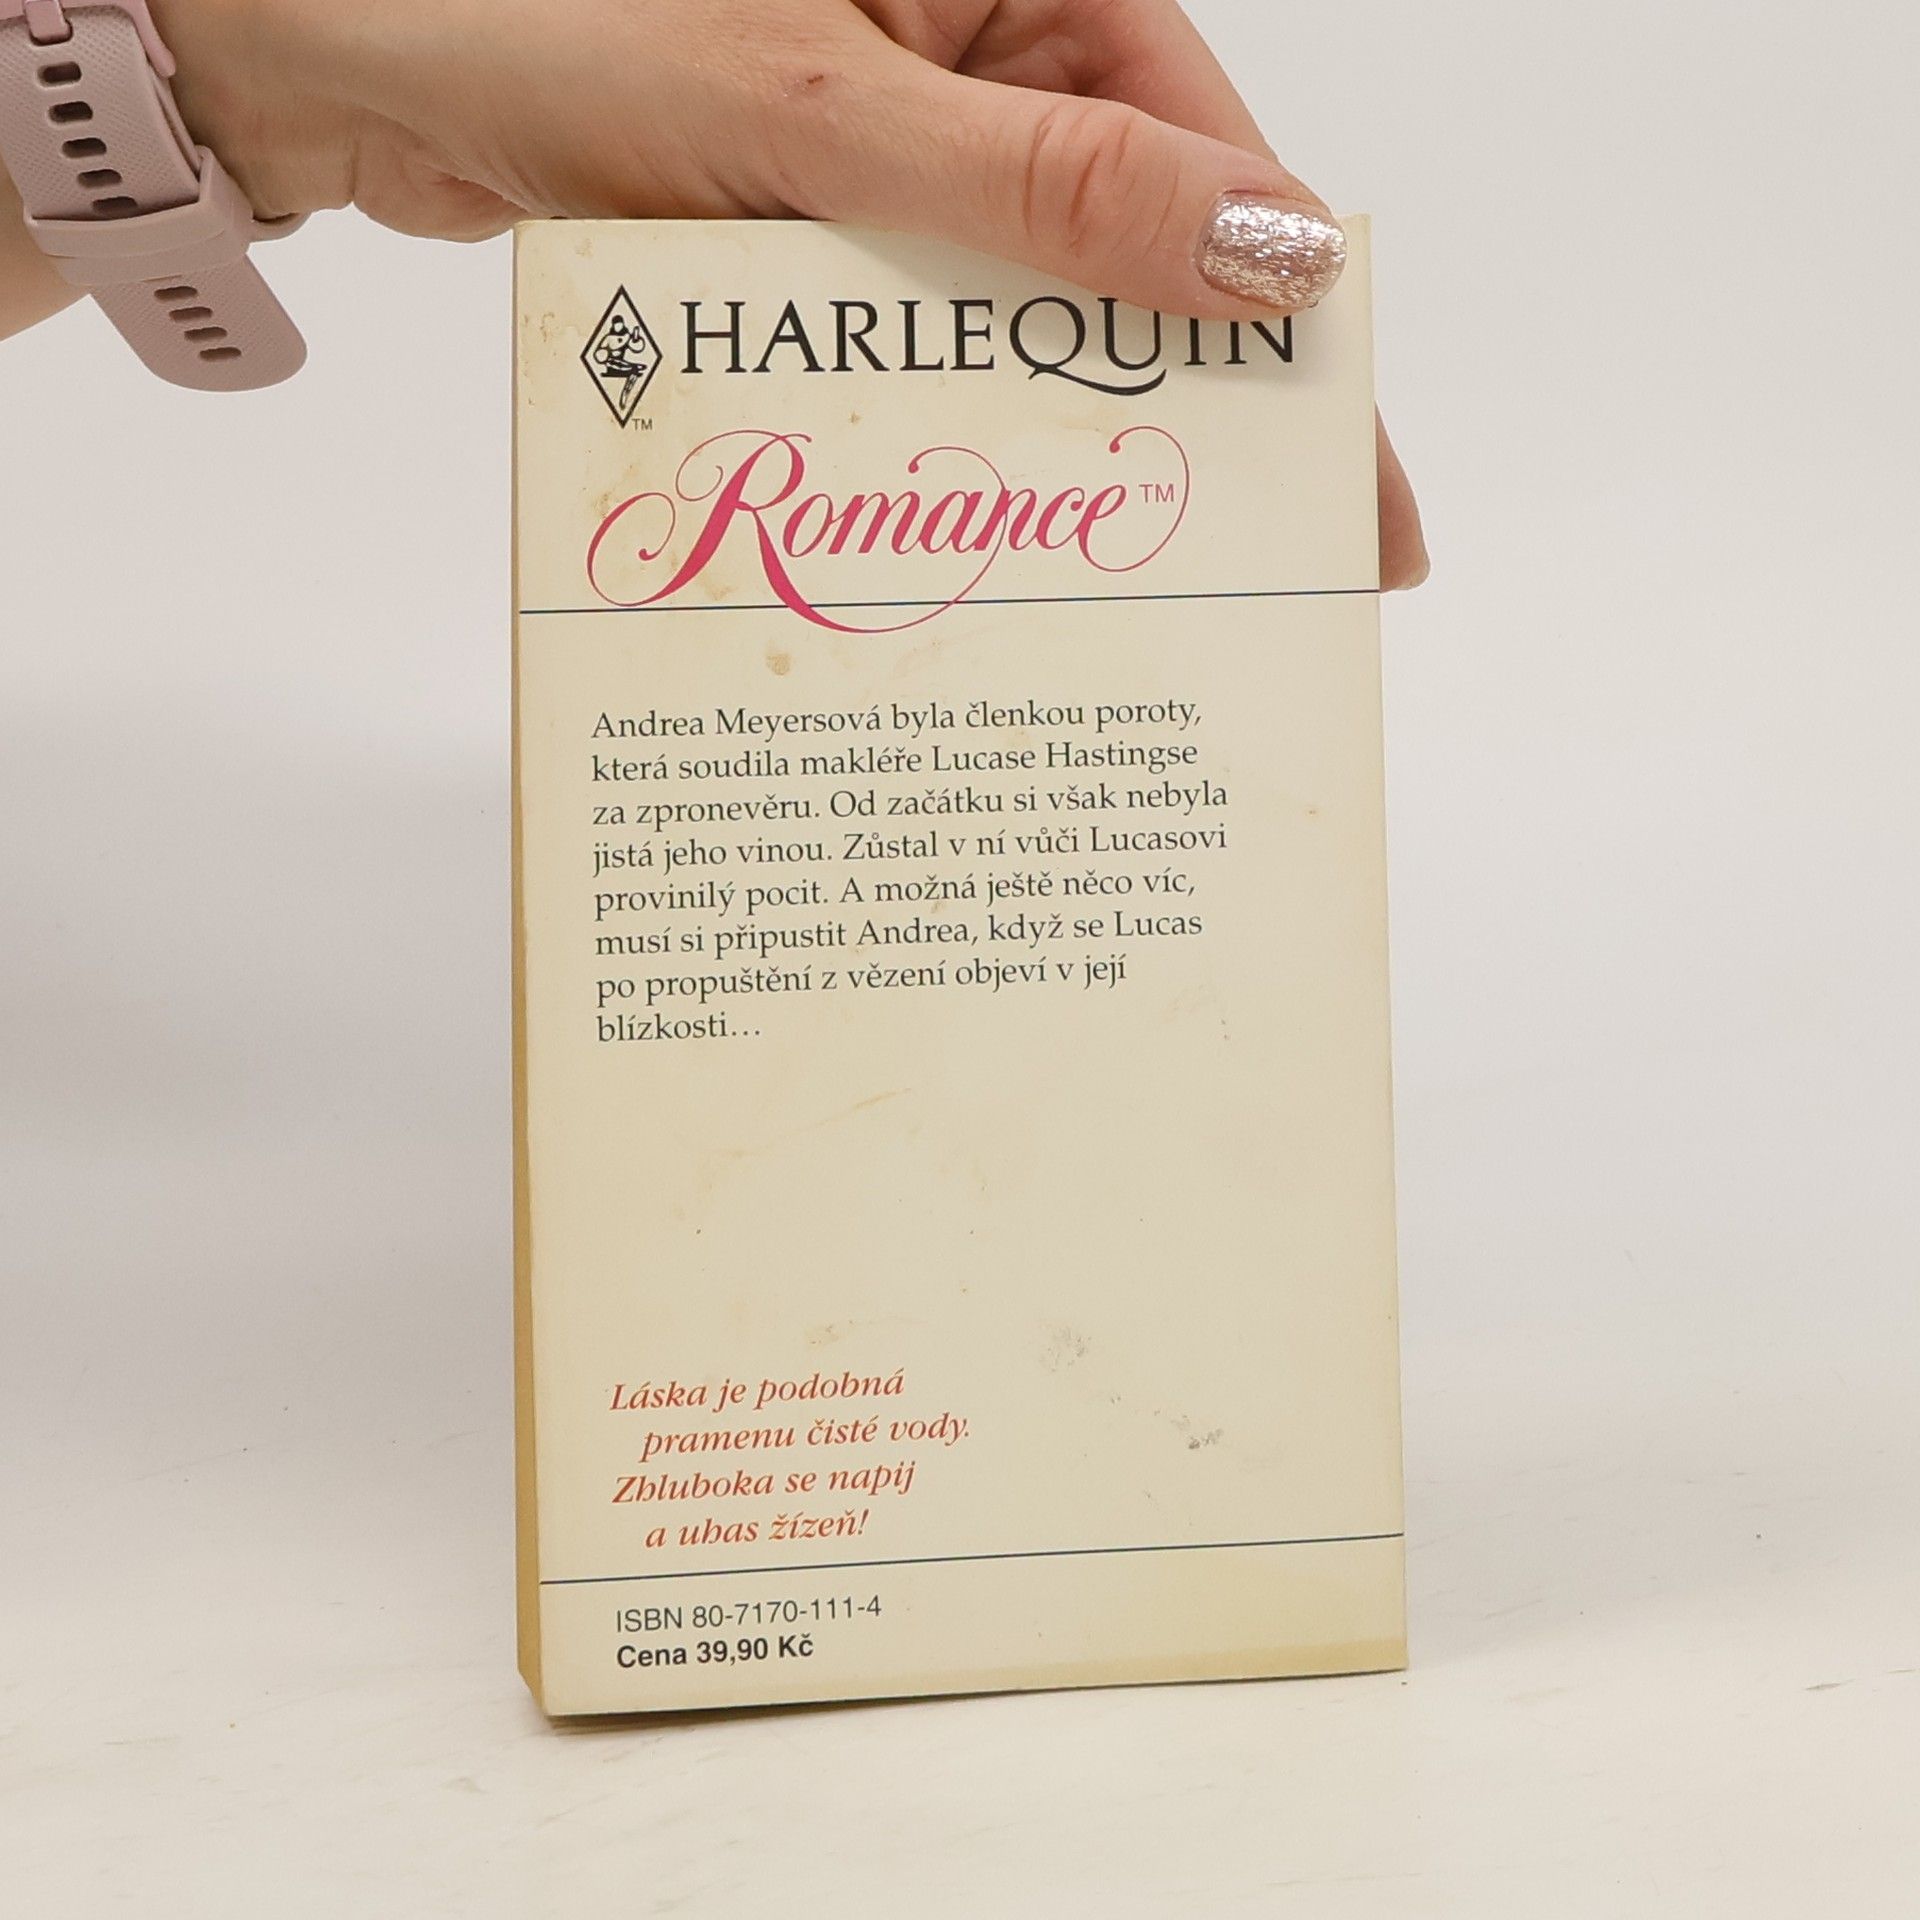 HARLEQUIN
TM
Romance TM
Andrea Meyersová byla členkou poroty,
která soudila makléře Lucase Hastingse
za zpronevěru. Od začátku si však nebyla
jistá jeho vinou. Zůstal v ní vůči Lucasovi
provinilý pocit. A možná ještě něco víc,
musí si připustit Andrea, když se Lucas
po propuštění z vězení objeví v její
blízkosti...
Láska je podobná
pramenu čisté vody.
Zhluboka se napij
a uhas žízeň!
ISBN 80-7170-111-4
Cena 39,90 Kč